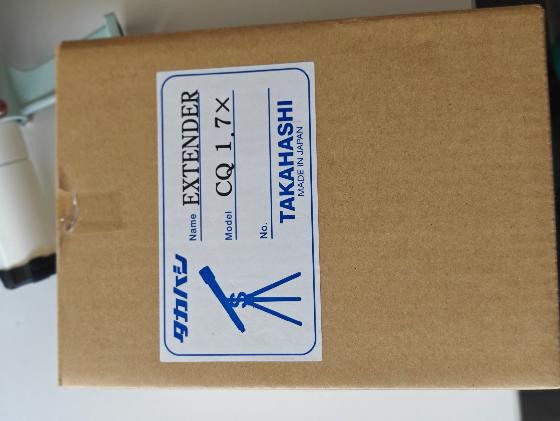 タカハシ
Name EXTENDER
Model CQ 1.7×
No.
TAKAHASHI
MADE IN JAPAN